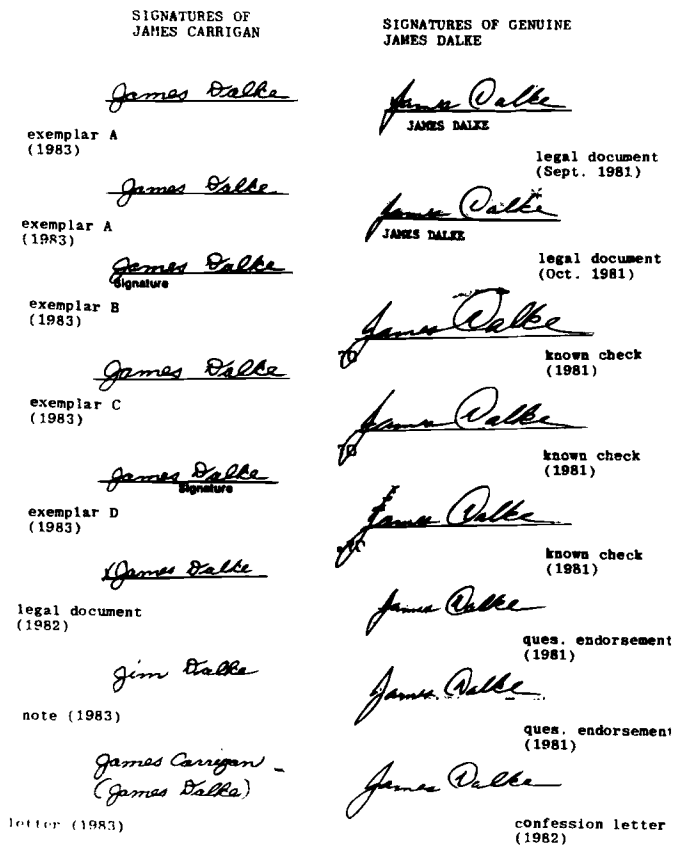 SIGNATURES OF
JAMES CARRIGAN
James Dalke
exemplar A
(1983)
James Dalke
exemplar A
(1983)
James Dalke
Signature
exemplar B
(1983)
James Dalke
exemplar C
(1983)
James Dalke
Signature
exemplar D
(1983)
James Dalke
legal document
(1982)
Jim Dalke
note (1983)
James Carrigan
(James Dalke)
letter (1983)
SIGNATURES OF GENUINE
JAMES DALKE
James Dalke
JAMES DALKE
legal document
(Sept. 1981)
James Dalke
JAMES DALKE
legal document
(Oct. 1981)
James Dalke
known check
(1981)
James Dalke
known check
(1981)
James Dalke
known check
(1981)
James Dalke
ques. endorsement
(1981)
James Dalke
ques. endorsement
(1981)
James Dalke
confession letter
(1982)